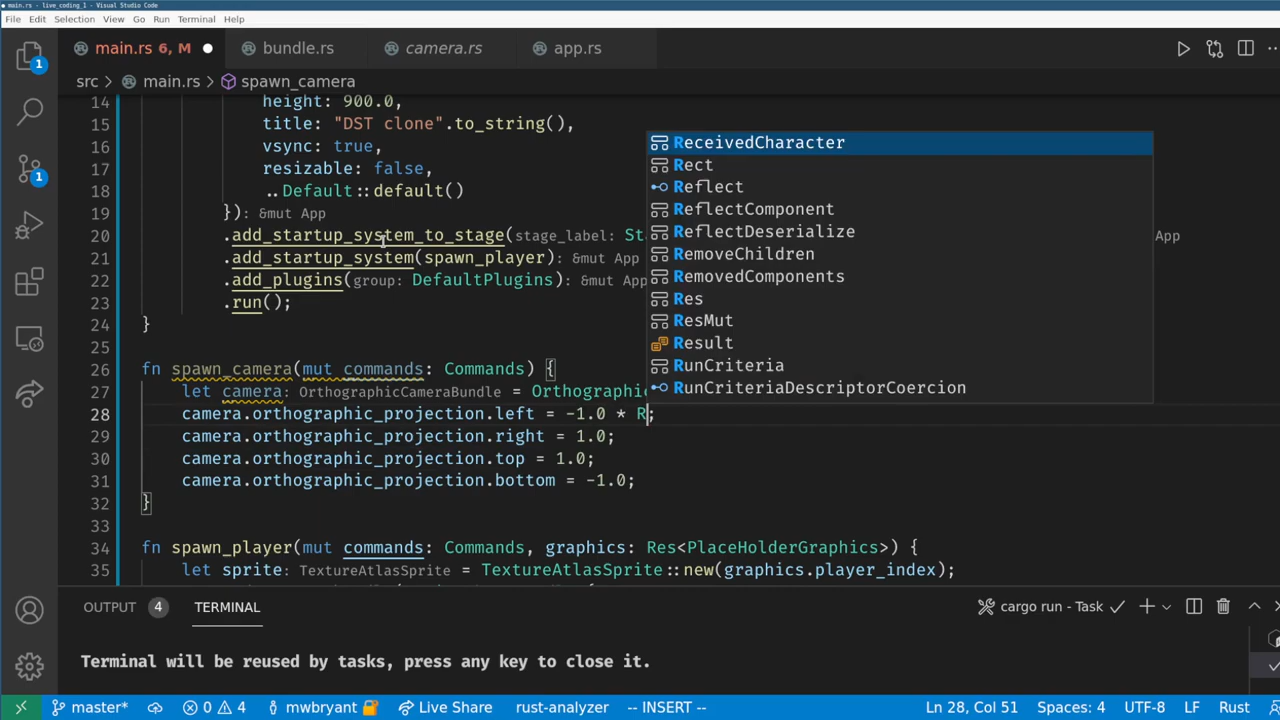 main.rs - live_coding_1 - Visual Studio Code
File Edit Selection View Go Run Terminal Help
main.rs 6, M bundle.rs camera.rs app.rs
src > main.rs > spawn_camera
14 height: 900.0,
15 title: "DST clone".to_string(),
16 vsync: true,
17 resizable: false,
18 ..Default::default()
19 }): &mut App
20 .add_startup_system_to_stage(stage_label: St App
21 .add_startup_system(spawn_player): &mut App
22 .add_plugins(group: DefaultPlugins): &mut App
23 .run();
24 }
25
26 fn spawn_camera(mut commands: Commands) {
27 let camera: OrthographicCameraBundle = Orthographic
28 camera.orthographic_projection.left = -1.0 * R;
29 camera.orthographic_projection.right = 1.0;
30 camera.orthographic_projection.top = 1.0;
31 camera.orthographic_projection.bottom = -1.0;
32 }
33
34 fn spawn_player(mut commands: Commands, graphics: Res<PlaceHolderGraphics>) {
35 let sprite: TextureAtlasSprite = TextureAtlasSprite::new(graphics.player_index);
ReceivedCharacter
Rect
Reflect
ReflectComponent
ReflectDeserialize
RemoveChildren
RemovedComponents
Res
ResMut
Result
RunCriteria
RunCriteriaDescriptorCoercion
1
1
OUTPUT 4 TERMINAL cargo run - Task
Terminal will be reused by tasks, press any key to close it.
master* 0 4 mwbryant Live Share rust-analyzer -- INSERT -- Ln 28, Col 51 Spaces: 4 UTF-8 LF Rust